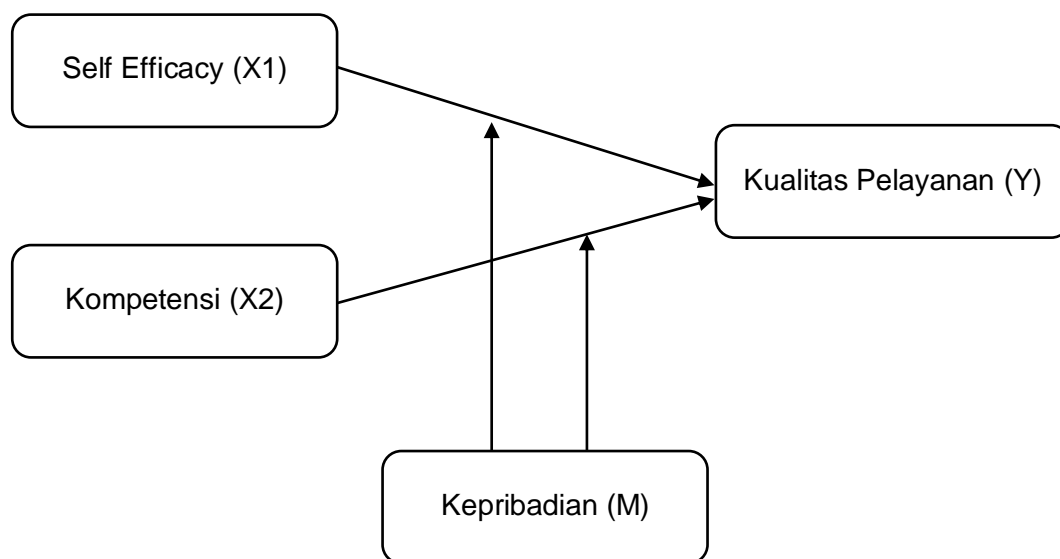 Self Efficacy (X1)
Kualitas Pelayanan (Y)
Kompetensi (X2)
Kepribadian (M)